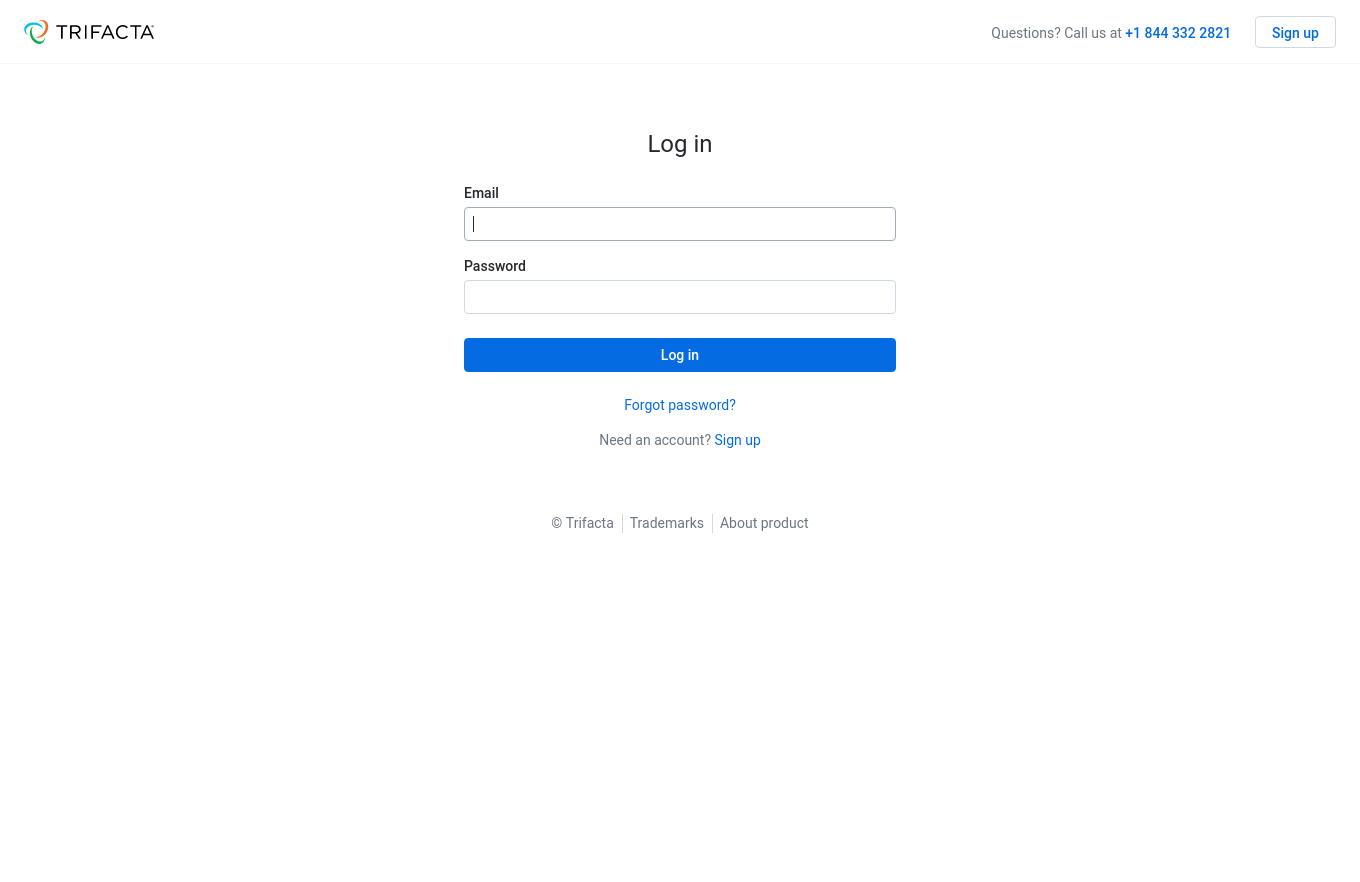 TRIFACTA
Questions? Call us at +1 844 332 2821
Sign up
Log in
Email
Password
Log in
Forgot password?
Need an account? Sign up
© Trifacta
Trademarks
About product